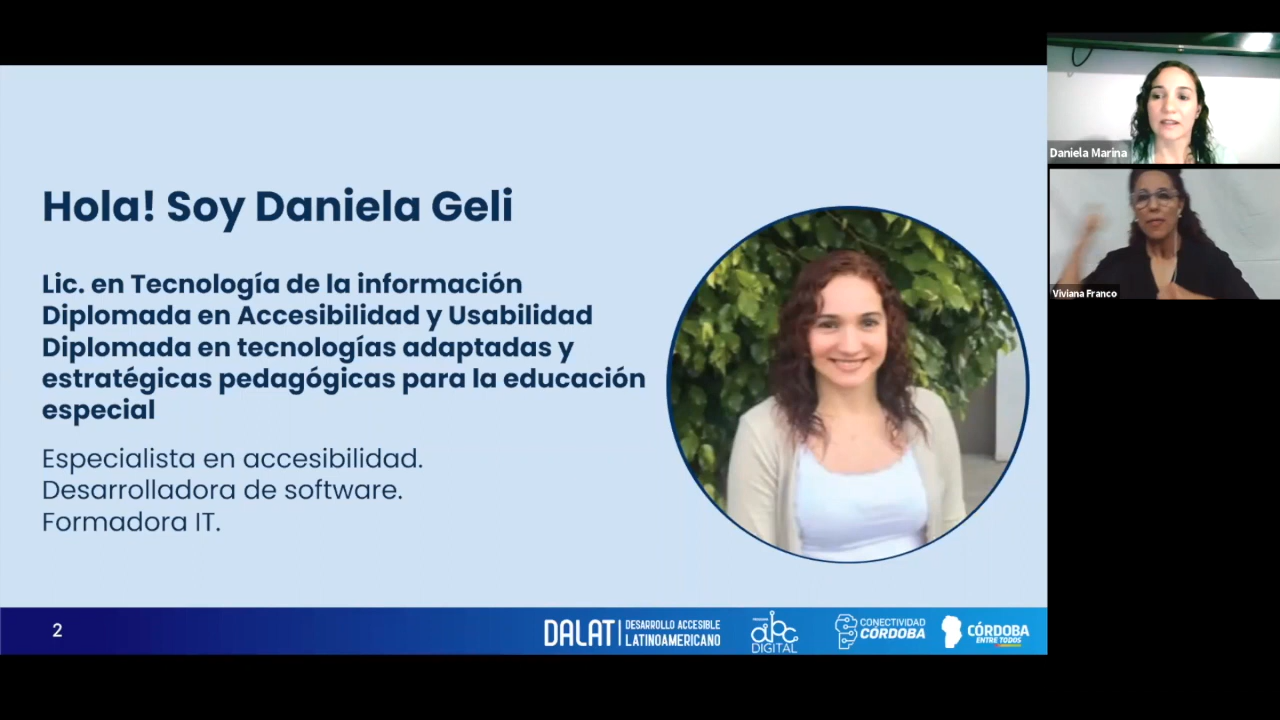 Hola! Soy Daniela Geli
Lic. en Tecnología de la información
Diplomada en Accesibilidad y Usabilidad
Diplomada en tecnologías adaptadas y
estratégicas pedagógicas para la educación
especial
Especialista en accesibilidad.
Desarrolladora de software.
Formadora IT.
2
DALAT
DESARROLLO ACCESIBLE
LATINOAMERICANO
abc
DIGITAL
CONECTIVIDAD
CÓRDOBA
CÓRDOBA
ENTRE TODOS
Daniela Marina
Viviana Franco